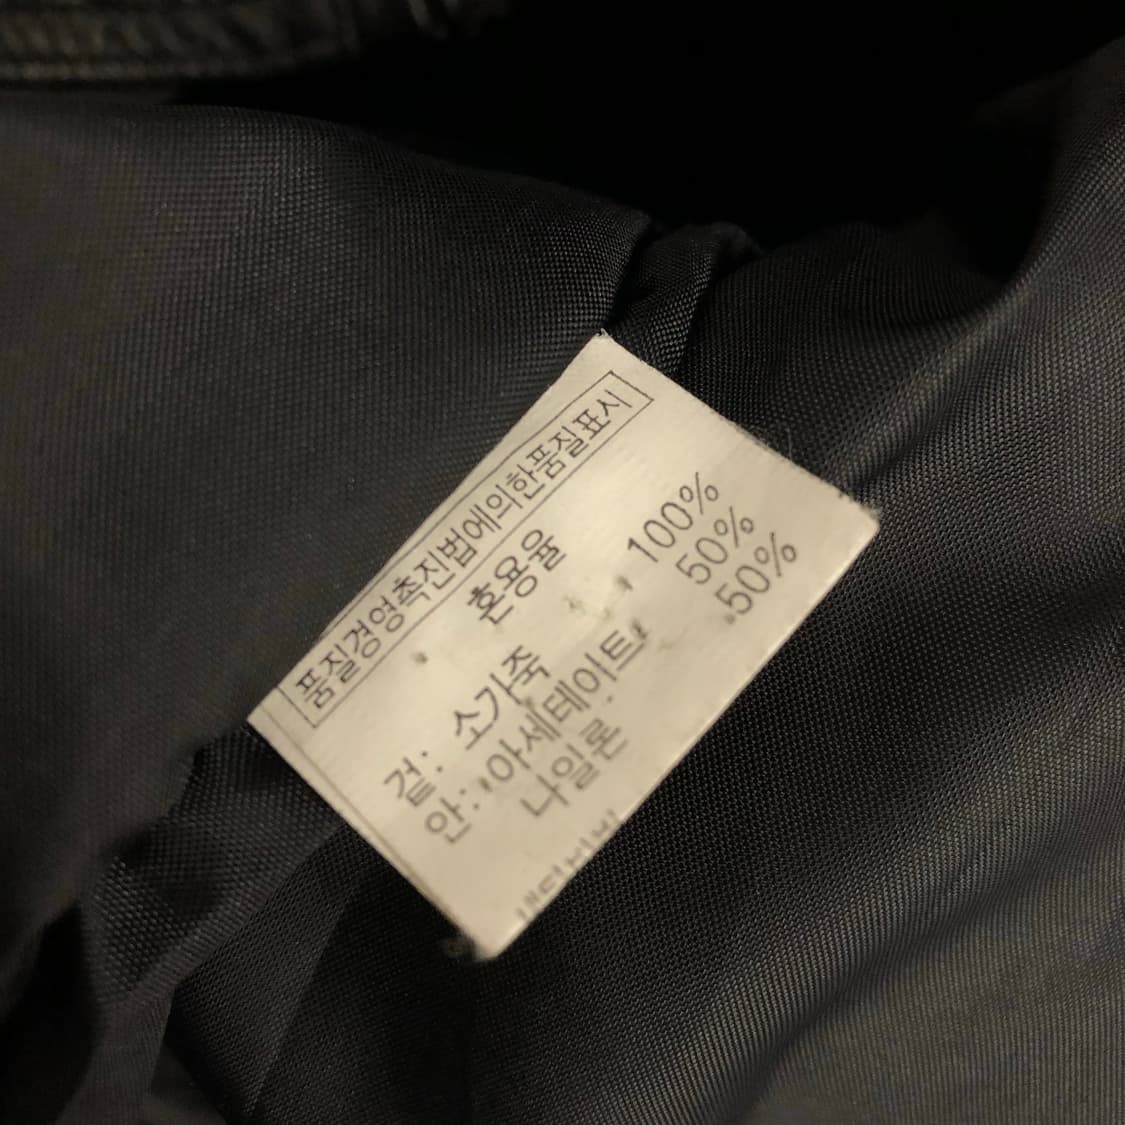 품질경영촉진법에의한품질표시
혼용율
겉: 소가죽 100%
안: 아세테이트 50%
나일론 50%